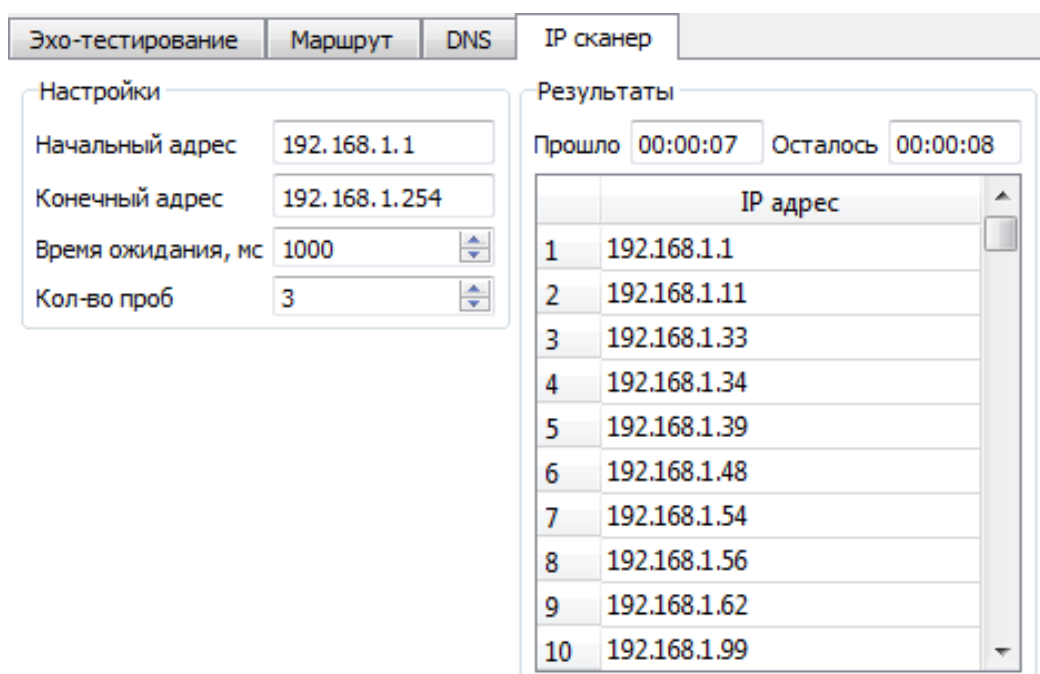 Эхо-тестирование Маршрут DNS IP сканер
Настройки
Начальный адрес 192.168.1.1
Конечный адрес 192.168.1.254
Время ожидания, мс 1000
Кол-во проб 3
Результаты
Прошло 00:00:07 Осталось 00:00:08
IP адрес
1 192.168.1.1
2 192.168.1.11
3 192.168.1.33
4 192.168.1.34
5 192.168.1.39
6 192.168.1.48
7 192.168.1.54
8 192.168.1.56
9 192.168.1.62
10 192.168.1.99